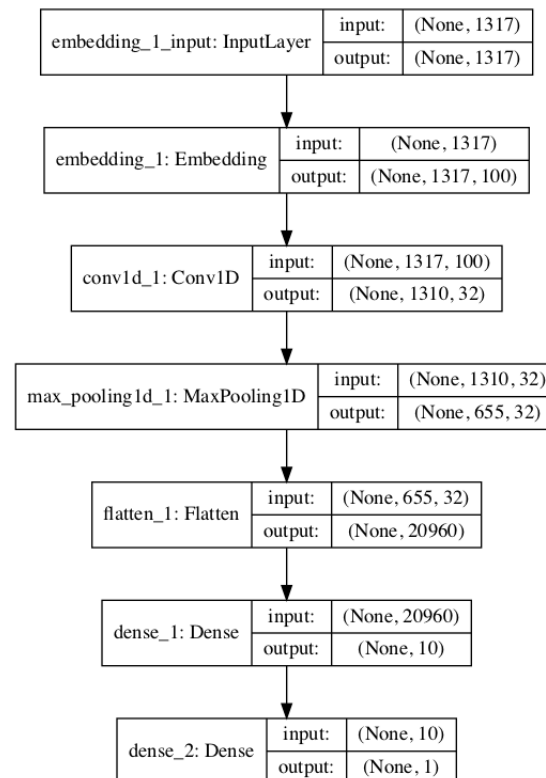 embedding_1_input: InputLayer
input: (None, 1317)
output: (None, 1317)
embedding_1: Embedding
input: (None, 1317)
output: (None, 1317, 100)
conv1d_1: Conv1D
input: (None, 1317, 100)
output: (None, 1310, 32)
max_pooling1d_1: MaxPooling1D
input: (None, 1310, 32)
output: (None, 655, 32)
flatten_1: Flatten
input: (None, 655, 32)
output: (None, 20960)
dense_1: Dense
input: (None, 20960)
output: (None, 10)
dense_2: Dense
input: (None, 10)
output: (None, 1)